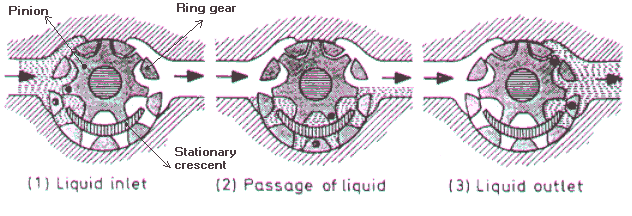 Pinion
Ring gear
Stationary
crescent
(1) Liquid inlet
(2) Passage of liquid
(3) Liquid outlet